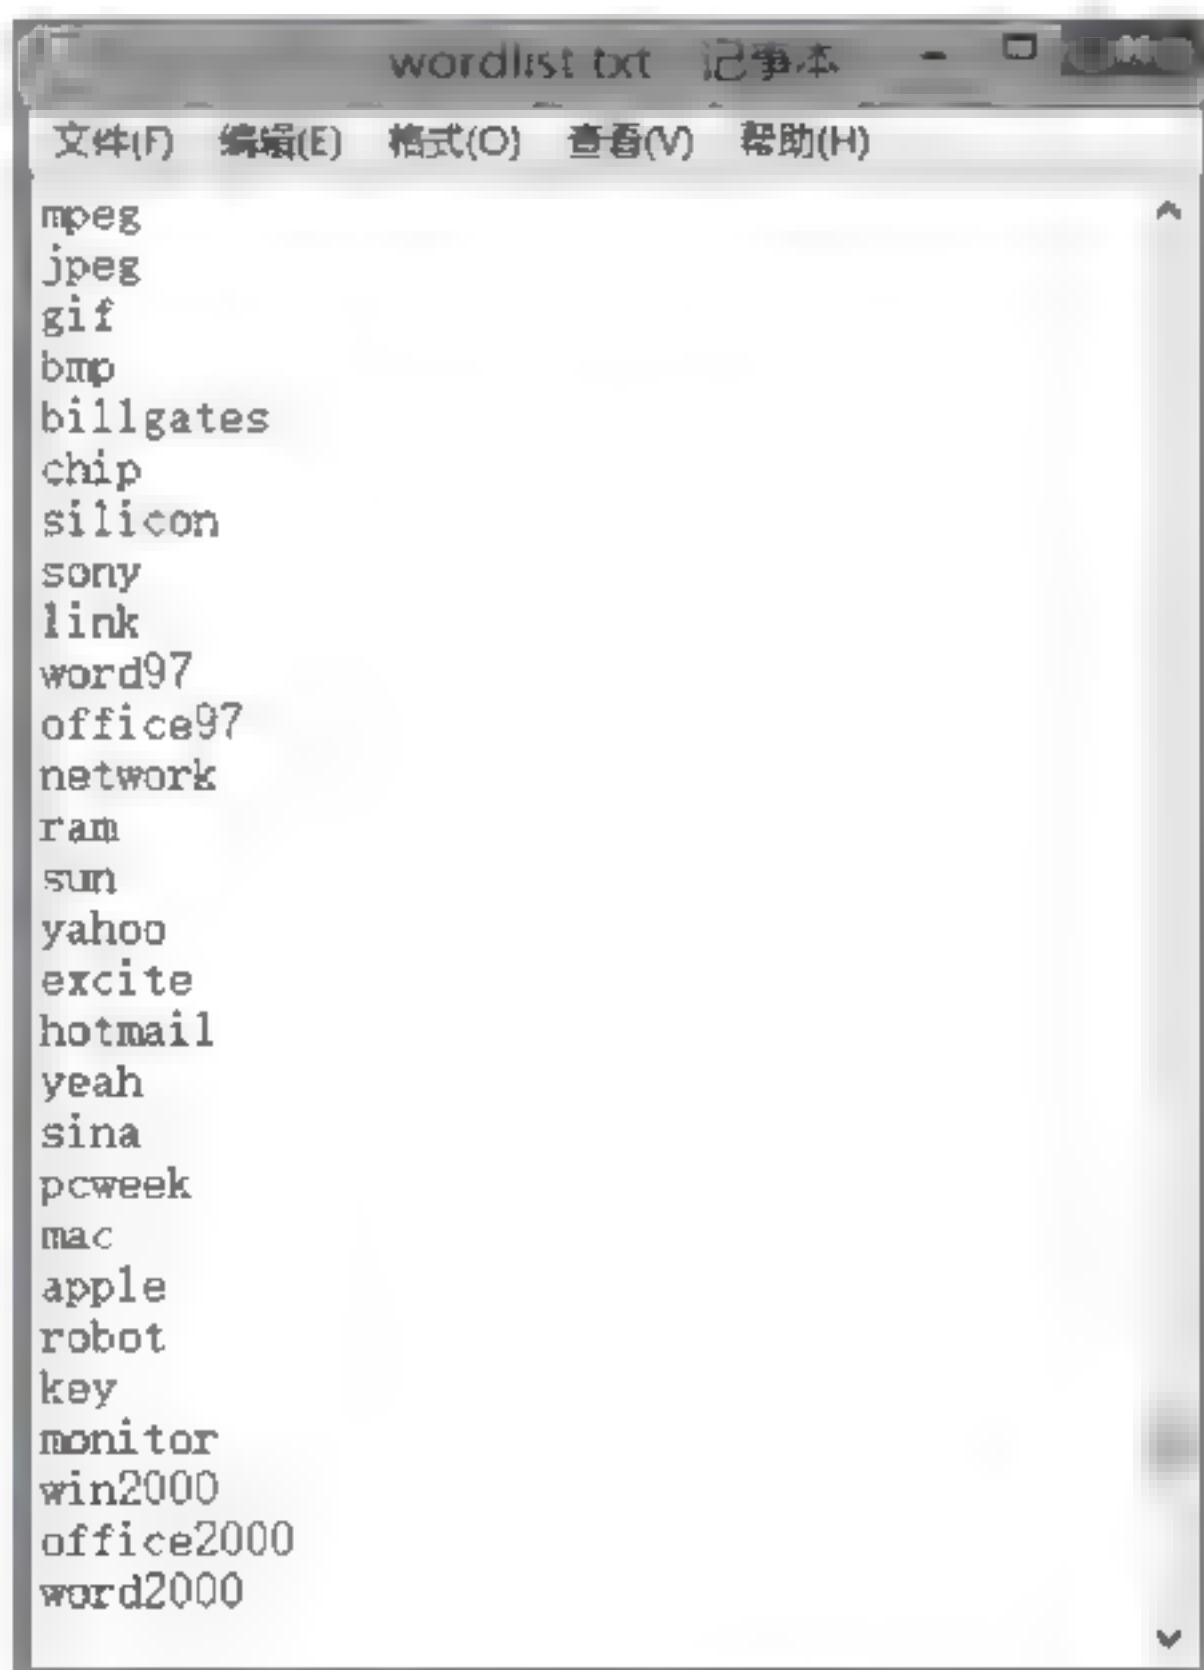 wordlist.txt - 记事本
文件(F) 编辑(E) 格式(O) 查看(V) 帮助(H)
mpeg
jpeg
gif
bmp
billgates
chip
silicon
sony
link
word97
office97
network
ram
sun
yahoo
excite
hotmail
yeah
sina
pcweek
mac
apple
robot
key
monitor
win2000
office2000
word2000